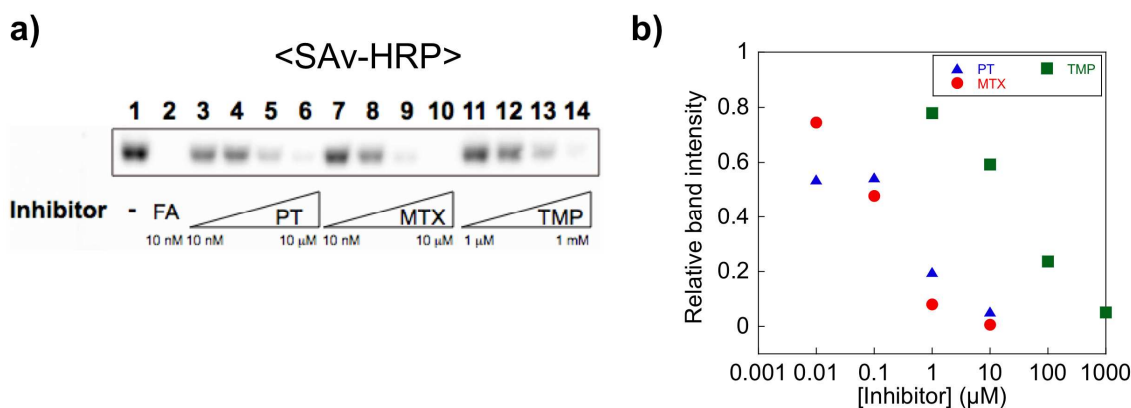 a)
<SAv-HRP>
1 2 3 4 5 6 7 8 9 10 11 12 13 14
Inhibitor - FA PT MTX TMP
10 nM 10 nM 10 μM 10 nM 10 μM 1 μM 1 mM
b)
PT TMP
MTX
1
0.8
0.6
0.4
0.2
0
Relative band intensity
0.001 0.01 0.1 1 10 100 1000
[Inhibitor] (μM)